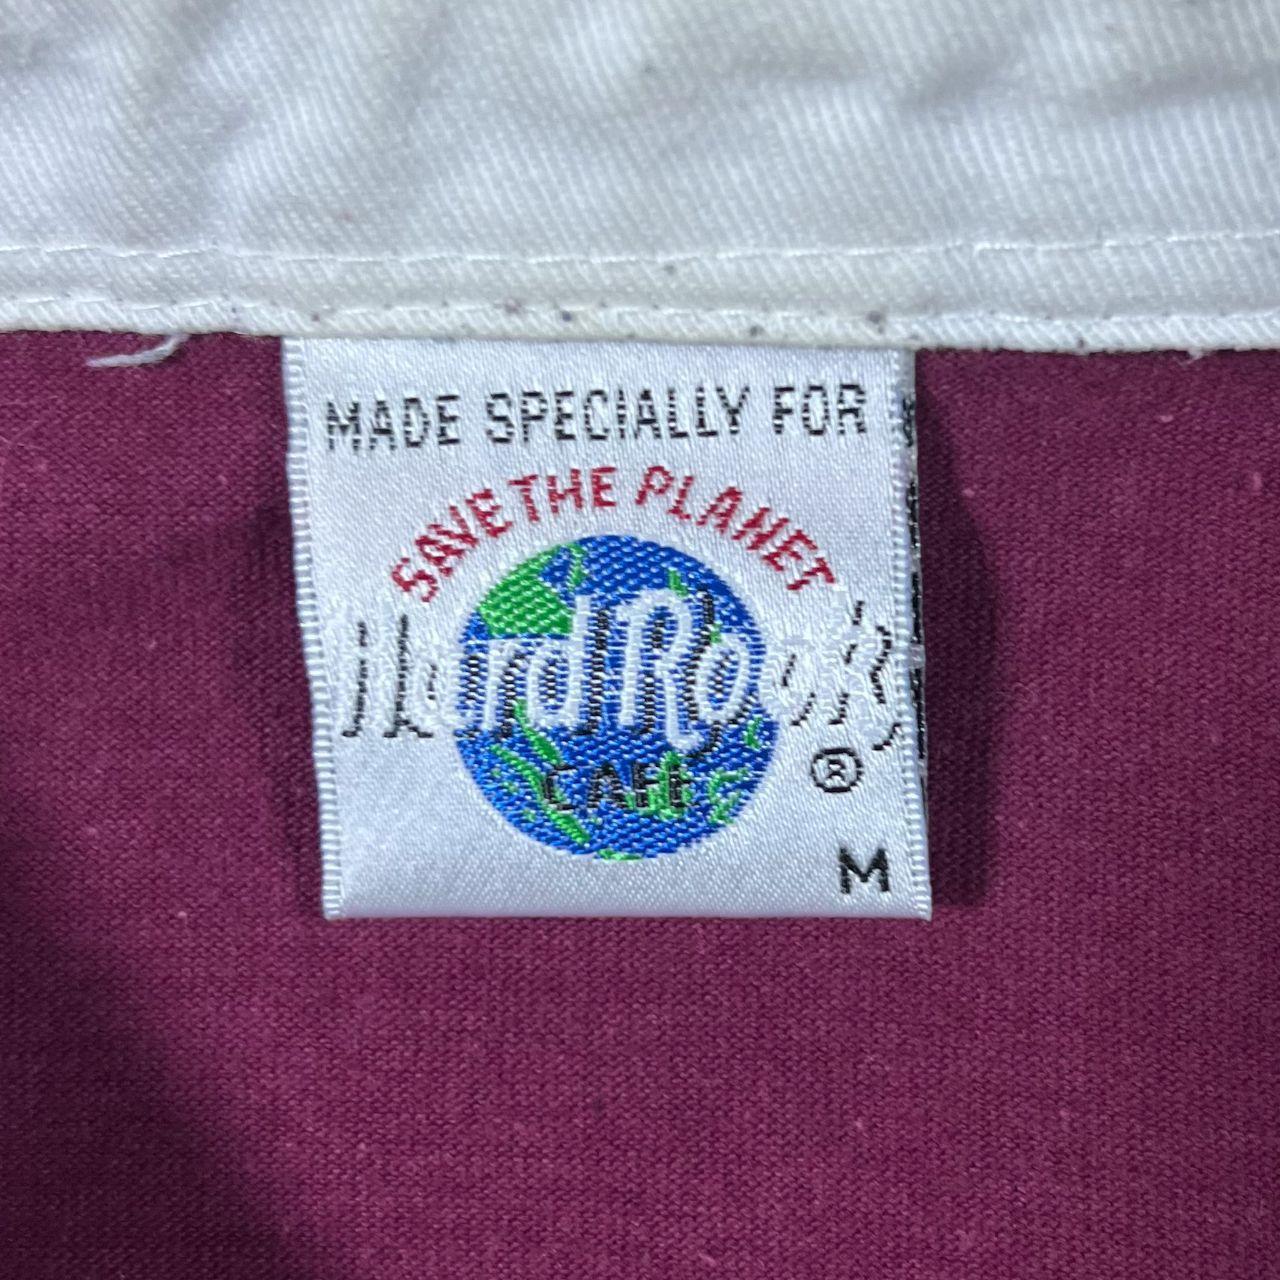 MADE SPECIALLY FOR
SAVE THE PLANET
Hard Rock
CAFE
®
M